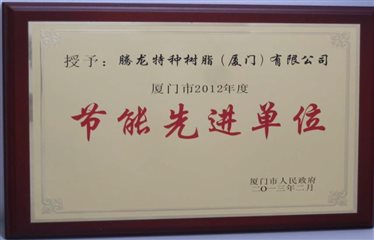 授予：腾龙特种树脂（厦门）有限公司
厦门市2012年度
节能先进单位
厦门市人民政府
二〇一三年二月